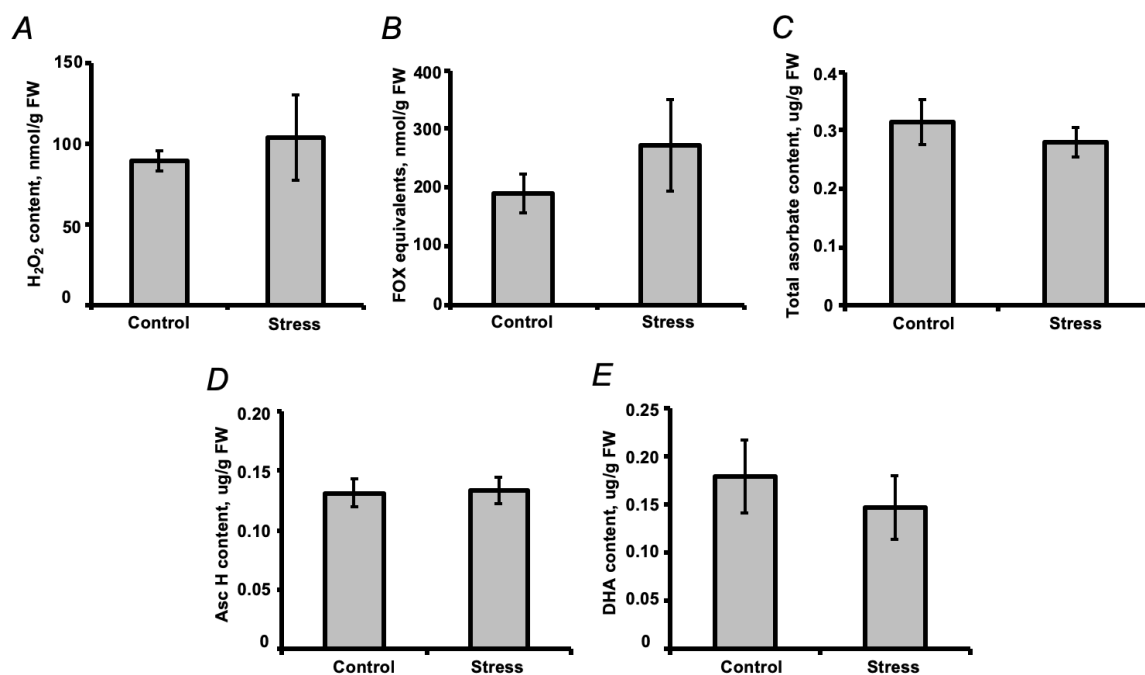 A
H₂O₂ content, nmol/g FW
150
100
50
0
Control Stress
B
FOX equivalents, nmol/g FW
400
300
200
100
0
Control Stress
C
Total asorbate content, ug/g FW
0.4
0.3
0.2
0.1
0
Control Stress
D
Asc H content, ug/g FW
0.20
0.15
0.10
0.05
0
Control Stress
E
DHA content, ug/g FW
0.25
0.20
0.15
0.10
0.05
0
Control Stress